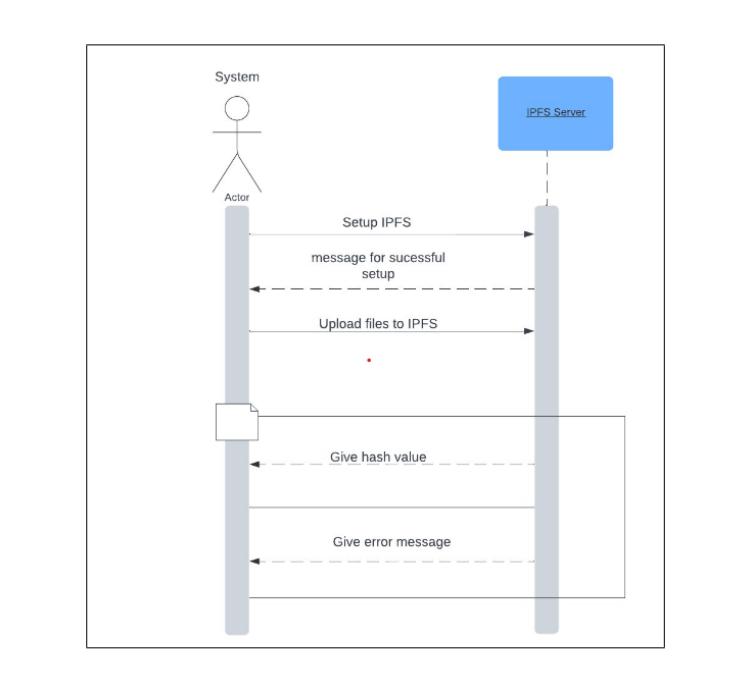 System
IPFS Server
Actor
Setup IPFS
message for sucessful
setup
Upload files to IPFS
Give hash value
Give error message